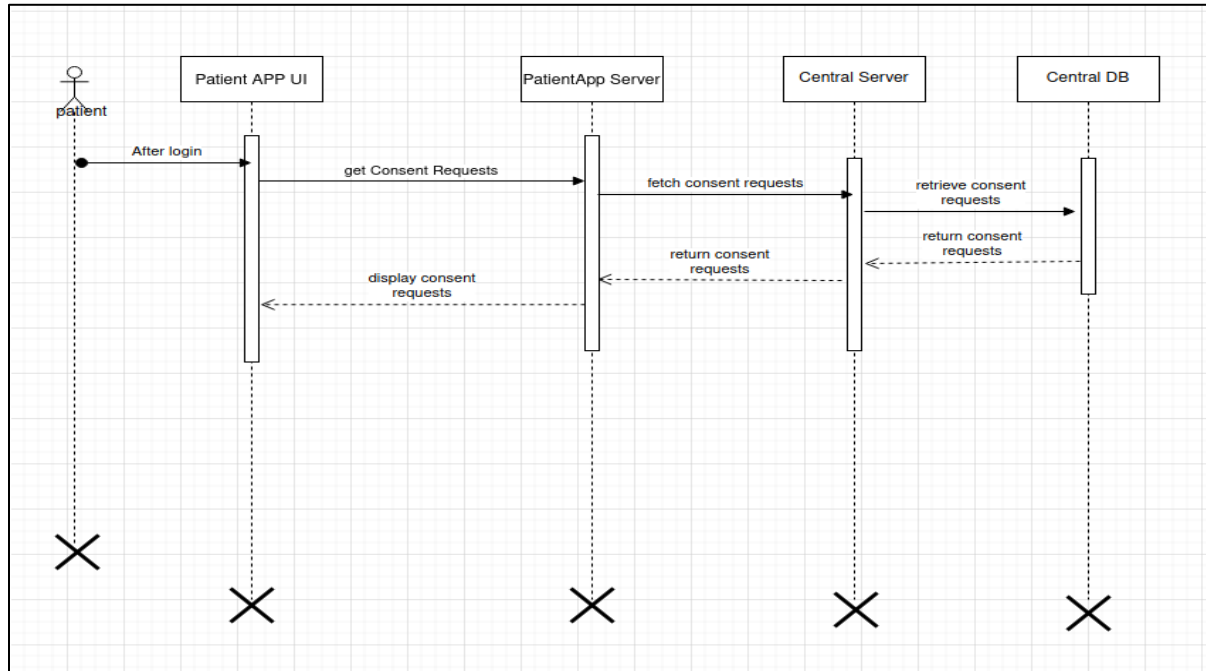 Patient APP UI
PatientApp Server
Central Server
Central DB
patient
After login
get Consent Requests
fetch consent requests
retrieve consent
requests
return consent
requests
return consent
requests
display consent
requests